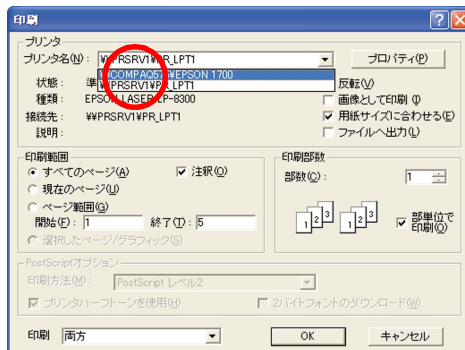 印刷
プリンタ
プリンタ名(N): ¥¥PRSRV1¥PR_LPT1 プロパティ(P)
¥¥COMPAQ575¥EPSON 1700
¥¥PRSRV1¥PR_LPT1
状態: 準 反転(V)
種類: EPSON LASER LP-8300 画像として印刷(I)
接続先: ¥¥PRSRV1¥PR_LPT1 用紙サイズに合わせる(E)
説明: ファイルへ出力(L)
印刷範囲 印刷部数
すべてのページ(A) 注釈(O) 部数(C): 1
現在のページ(U)
ページ範囲(G)
開始(F): 1 終了(T): 5
1 2 3 1 2 3 部単位で
印刷(O)
選択したページ/グラフィック(S)
PostScriptオプション
印刷方法(M): PostScript レベル2
プリンタハーフトーンを使用(H) 2バイトフォントのダウンロード(W)
印刷 両方 OK キャンセル